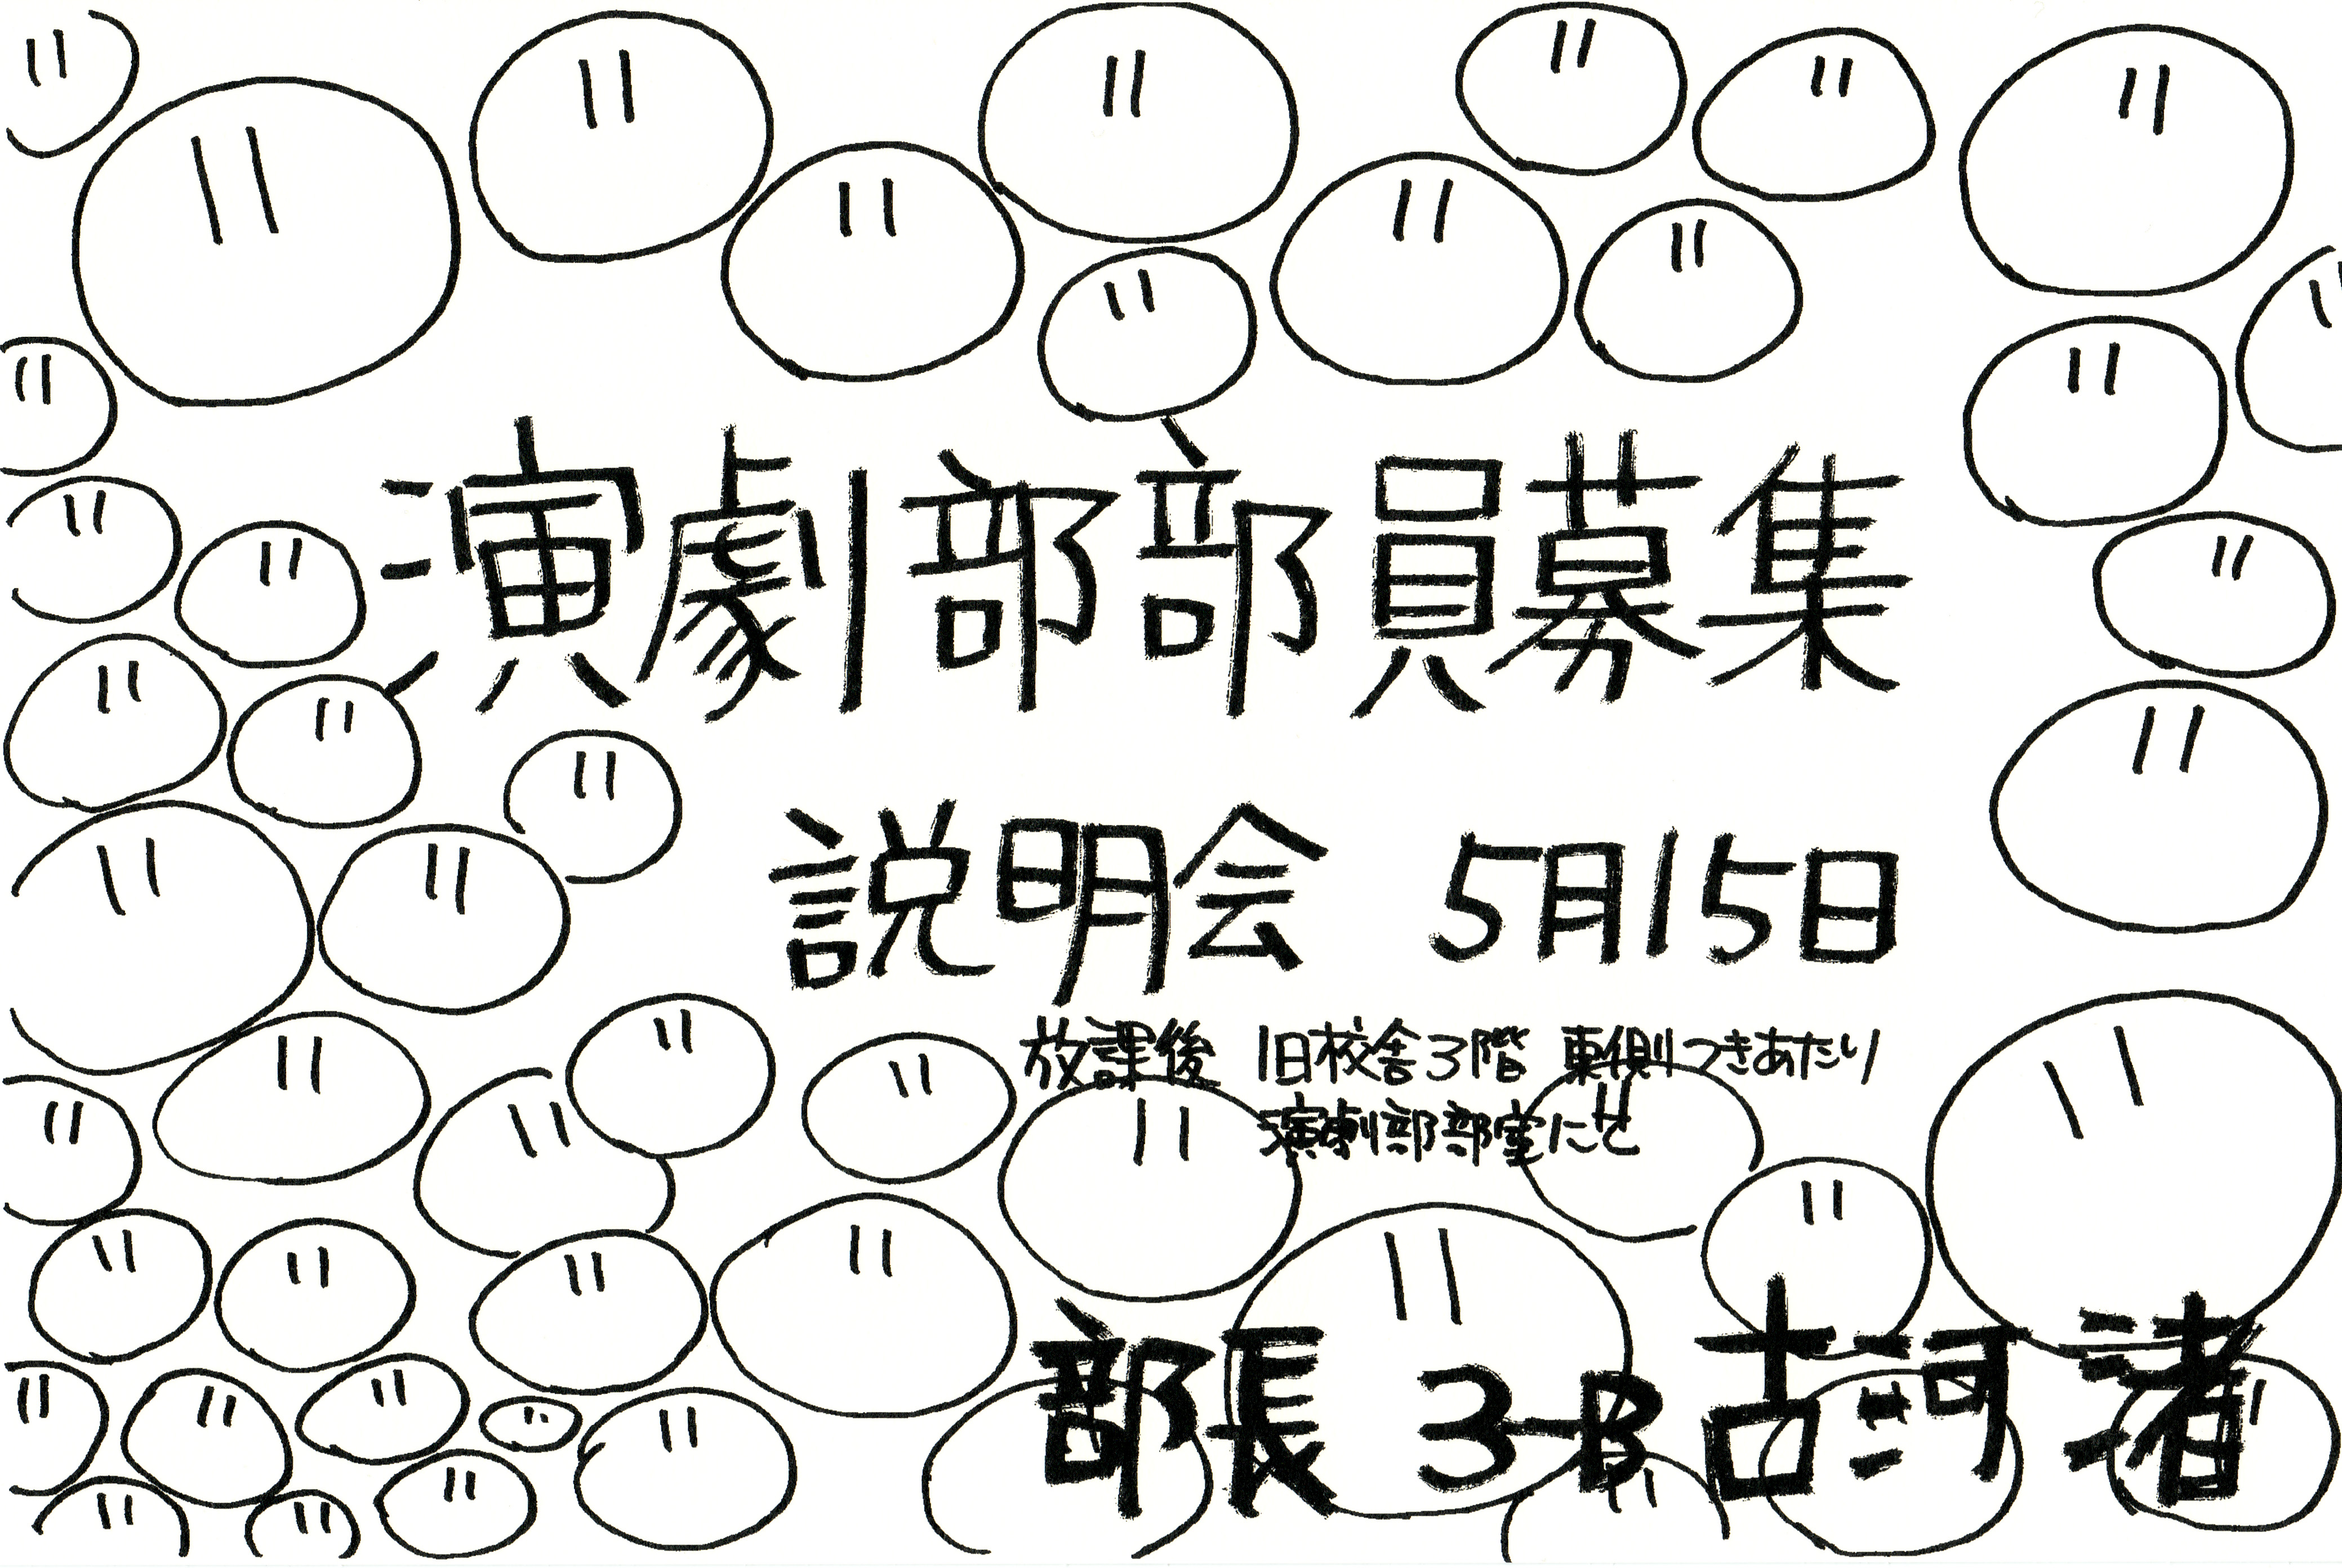 演劇部部員募集
説明会 5月15日
放課後 旧校舎3階 東側つきあたり
演劇部部室にて
部長 3-B 古河 渚